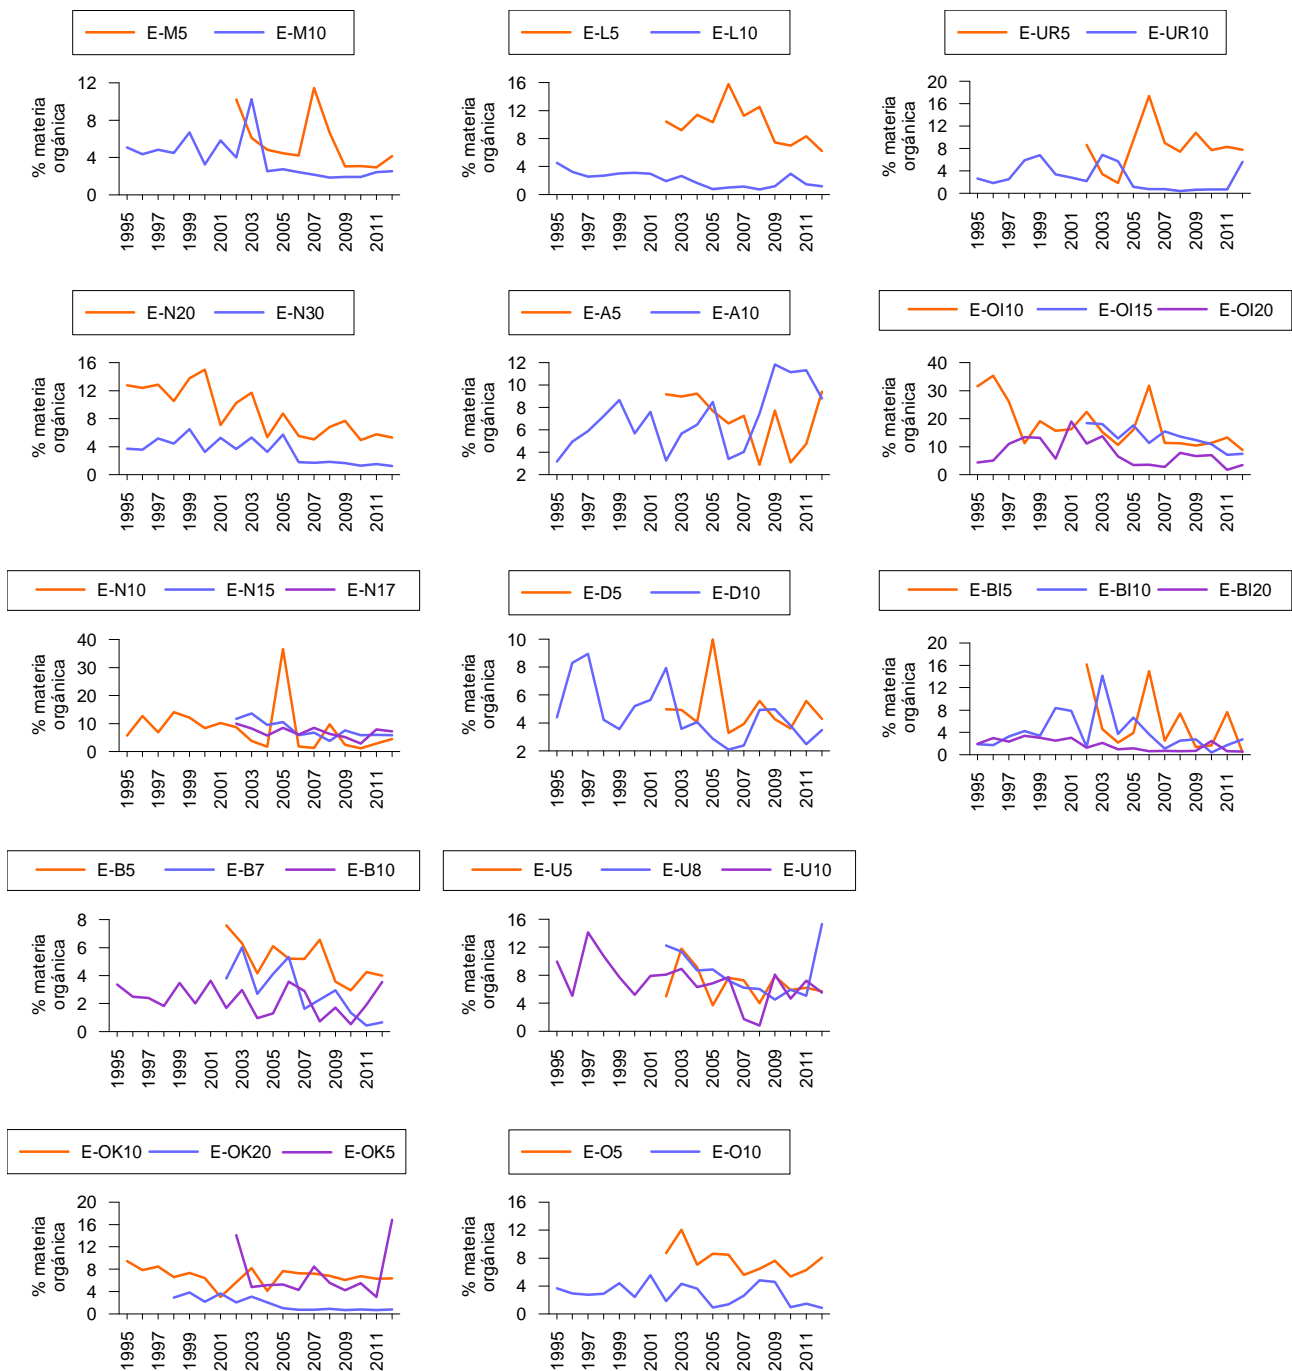 E-M5 E-M10
% materia
orgánica
12
8
4
0
1995 1997 1999 2001 2003 2005 2007 2009 2011
E-L5 E-L10
% materia
orgánica
16
12
8
4
0
1995 1997 1999 2001 2003 2005 2007 2009 2011
E-UR5 E-UR10
% materia
orgánica
20
16
12
8
4
0
1995 1997 1999 2001 2003 2005 2007 2009 2011
E-N20 E-N30
% materia
orgánica
16
12
8
4
0
1995 1997 1999 2001 2003 2005 2007 2009 2011
E-A5 E-A10
% materia
orgánica
12
10
8
6
4
2
1995 1997 1999 2001 2003 2005 2007 2009 2011
E-OI10 E-OI15 E-OI20
% materia
orgánica
40
30
20
10
0
1995 1997 1999 2001 2003 2005 2007 2009 2011
E-N10 E-N15 E-N17
% materia
orgánica
40
30
20
10
0
1995 1997 1999 2001 2003 2005 2007 2009 2011
E-D5 E-D10
% materia
orgánica
10
8
6
4
2
1995 1997 1999 2001 2003 2005 2007 2009 2011
E-BI5 E-BI10 E-BI20
% materia
orgánica
20
16
12
8
4
0
1995 1997 1999 2001 2003 2005 2007 2009 2011
E-B5 E-B7 E-B10
% materia
orgánica
8
6
4
2
0
1995 1997 1999 2001 2003 2005 2007 2009 2011
E-U5 E-U8 E-U10
% materia
orgánica
16
12
8
4
0
1995 1997 1999 2001 2003 2005 2007 2009 2011
E-OK10 E-OK20 E-OK5
% materia
orgánica
20
16
12
8
4
0
1995 1997 1999 2001 2003 2005 2007 2009 2011
E-O5 E-O10
% materia
orgánica
16
12
8
4
0
1995 1997 1999 2001 2003 2005 2007 2009 2011